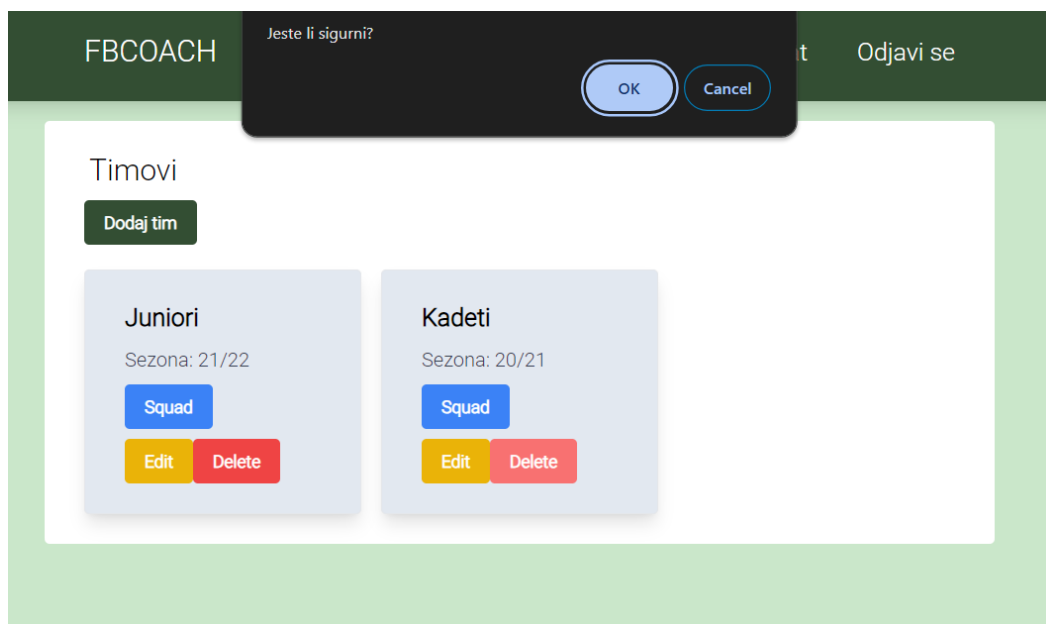 FBCOACH
Jeste li sigurni?
OK
Cancel
Odjavi se
Timovi
Dodaj tim
Juniori
Sezona: 21/22
Squad
Edit Delete
Kadeti
Sezona: 20/21
Squad
Edit Delete